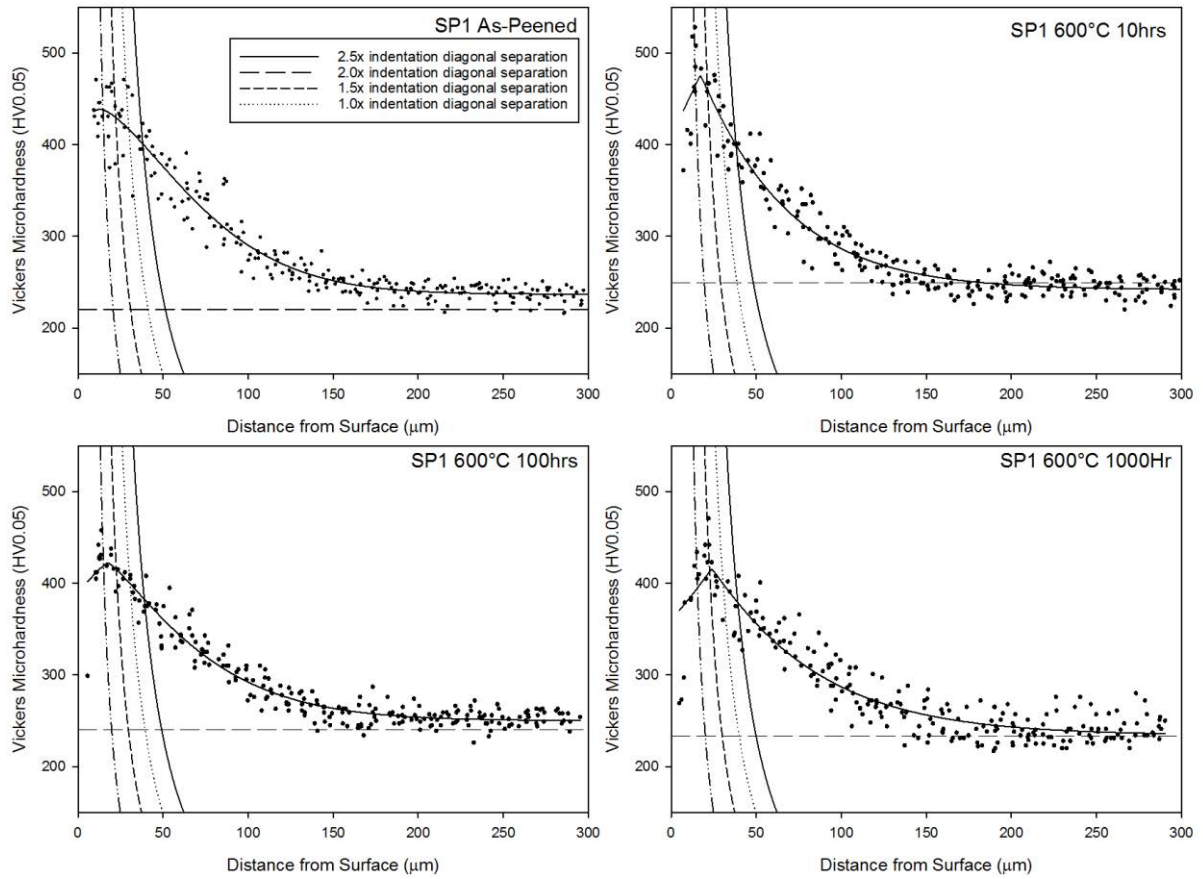 SP1 As-Peened
2.5x indentation diagonal separation
2.0x indentation diagonal separation
1.5x indentation diagonal separation
1.0x indentation diagonal separation
Vickers Microhardness (HV0.05)
500
400
300
200
0 50 100 150 200 250 300
Distance from Surface (μm)
SP1 600°C 10hrs
Vickers Microhardness (HV0.05)
500
400
300
200
0 50 100 150 200 250 300
Distance from Surface (μm)
SP1 600°C 100hrs
Vickers Microhardness (HV0.05)
500
400
300
200
0 50 100 150 200 250 300
Distance from Surface (μm)
SP1 600°C 1000Hr
Vickers Microhardness (HV0.05)
500
400
300
200
0 50 100 150 200 250 300
Distance from Surface (μm)